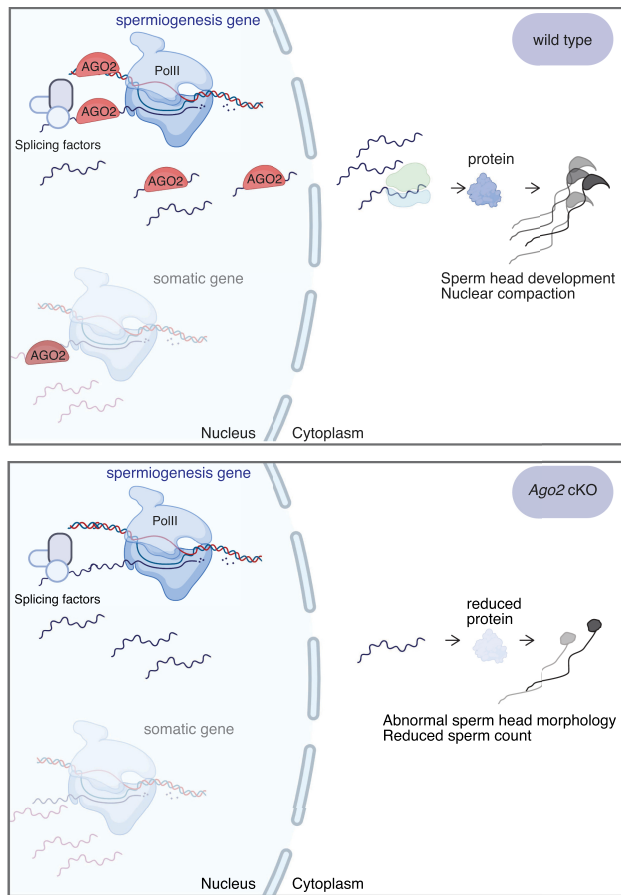 spermiogenesis gene
wild type
AGO2
PolII
AGO2
Splicing factors
AGO2
AGO2
protein
Sperm head development
Nuclear compaction
somatic gene
AGO2
Nucleus
Cytoplasm
spermiogenesis gene
Ago2 cKO
PolII
Splicing factors
reduced
protein
Abnormal sperm head morphology
Reduced sperm count
somatic gene
Nucleus
Cytoplasm